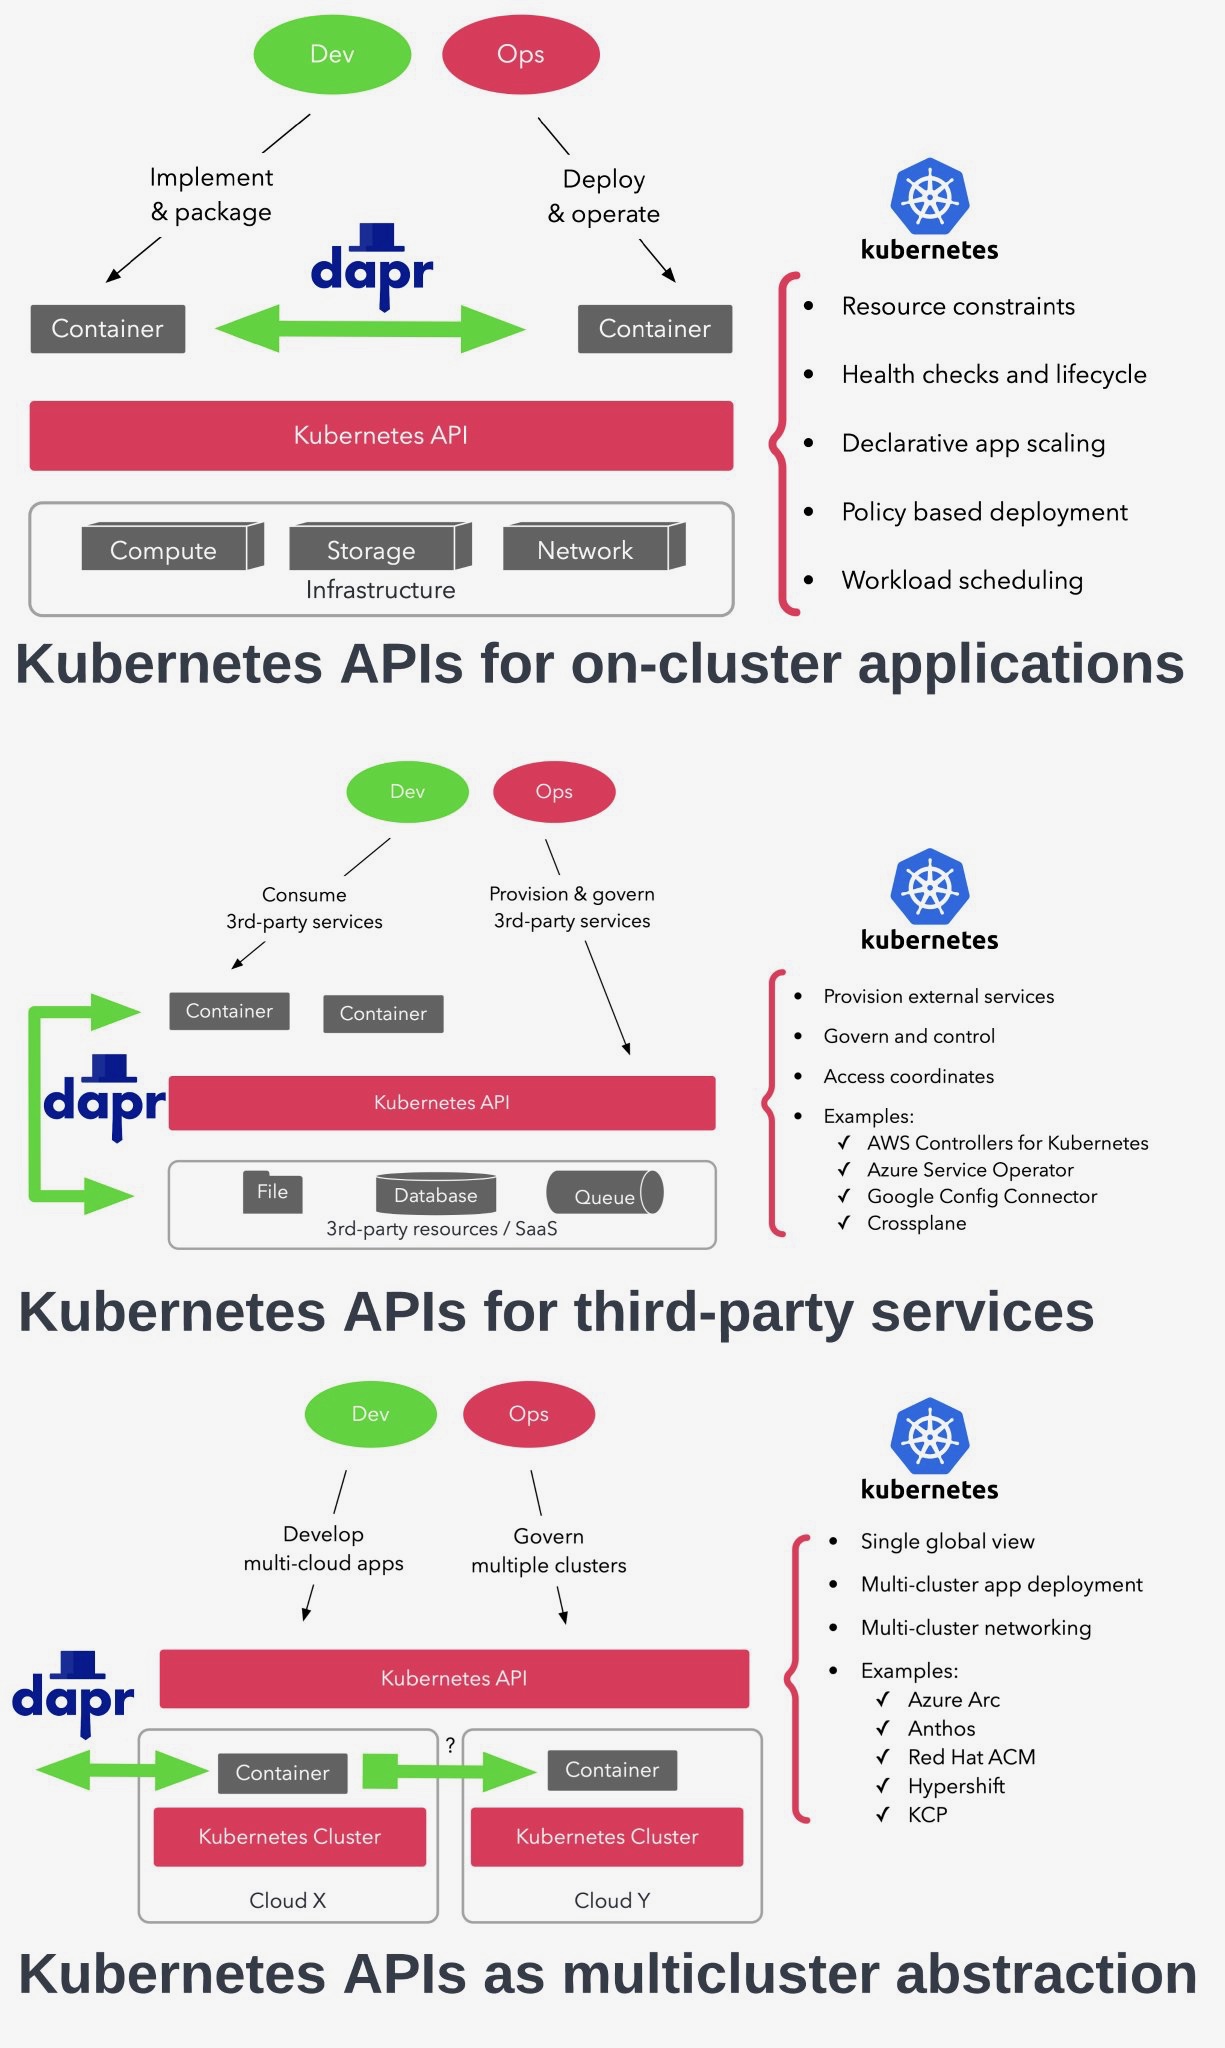 Dev
Ops
Implement
& package
Deploy
& operate
dapr
kubernetes
Container
Container
Kubernetes API
Compute
Storage
Network
Infrastructure
• Resource constraints
• Health checks and lifecycle
• Declarative app scaling
• Policy based deployment
• Workload scheduling
Kubernetes APIs for on-cluster applications
Dev
Ops
Consume
3rd-party services
Provision & govern
3rd-party services
kubernetes
Container
Container
dapr
Kubernetes API
File
Database
Queue
3rd-party resources / SaaS
• Provision external services
• Govern and control
• Access coordinates
• Examples:
✓ AWS Controllers for Kubernetes
✓ Azure Service Operator
✓ Google Config Connector
✓ Crossplane
Kubernetes APIs for third-party services
Dev
Ops
Develop
multi-cloud apps
Govern
multiple clusters
kubernetes
dapr
Kubernetes API
?
Container
Container
Kubernetes Cluster
Kubernetes Cluster
Cloud X
Cloud Y
• Single global view
• Multi-cluster app deployment
• Multi-cluster networking
• Examples:
✓ Azure Arc
✓ Anthos
✓ Red Hat ACM
✓ Hypershift
✓ KCP
Kubernetes APIs as multicluster abstraction